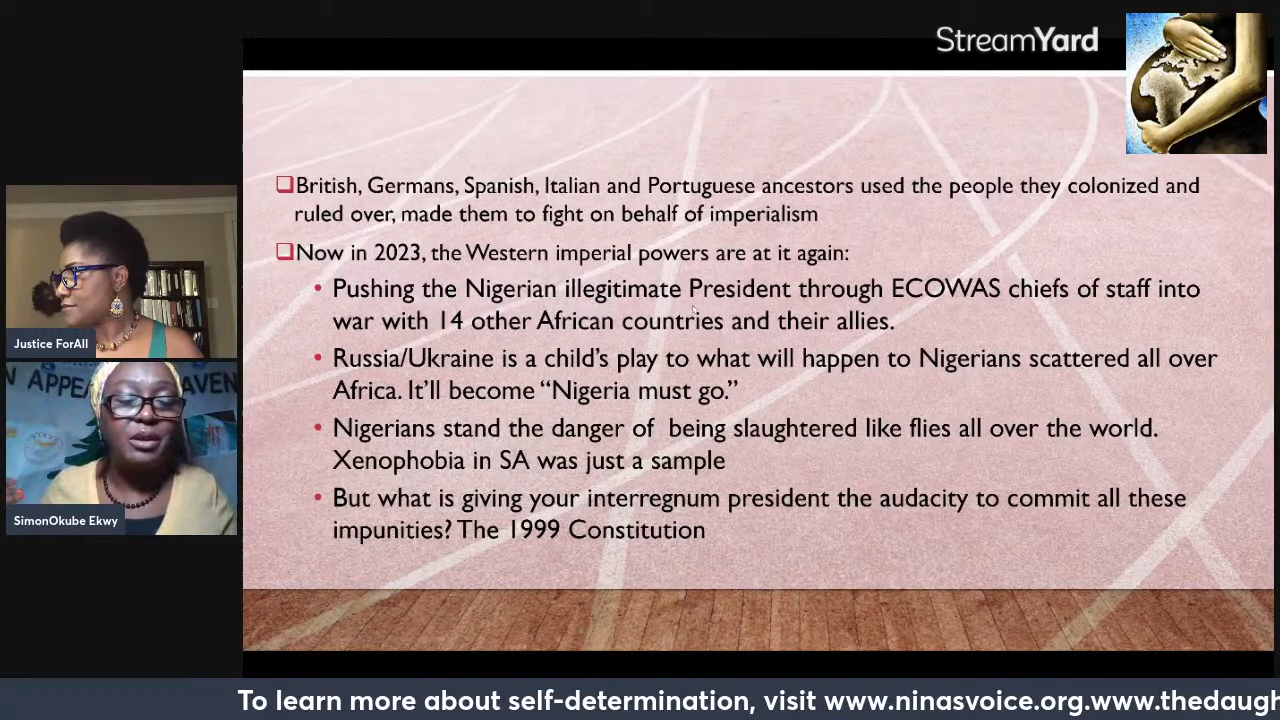 StreamYard
❑British, Germans, Spanish, Italian and Portuguese ancestors used the people they colonized and
ruled over, made them to fight on behalf of imperialism
❑Now in 2023, the Western imperial powers are at it again:
• Pushing the Nigerian illegitimate President through ECOWAS chiefs of staff into
war with 14 other African countries and their allies.
• Russia/Ukraine is a child's play to what will happen to Nigerians scattered all over
Africa. It'll become “Nigeria must go.”
• Nigerians stand the danger of being slaughtered like flies all over the world.
Xenophobia in SA was just a sample
• But what is giving your interregnum president the audacity to commit all these
impunities? The 1999 Constitution
Justice ForAll
N APPEA AVEN
SimonOkube Ekwy
To learn more about self-determination, visit www.ninasvoice.org.www.thedaugh